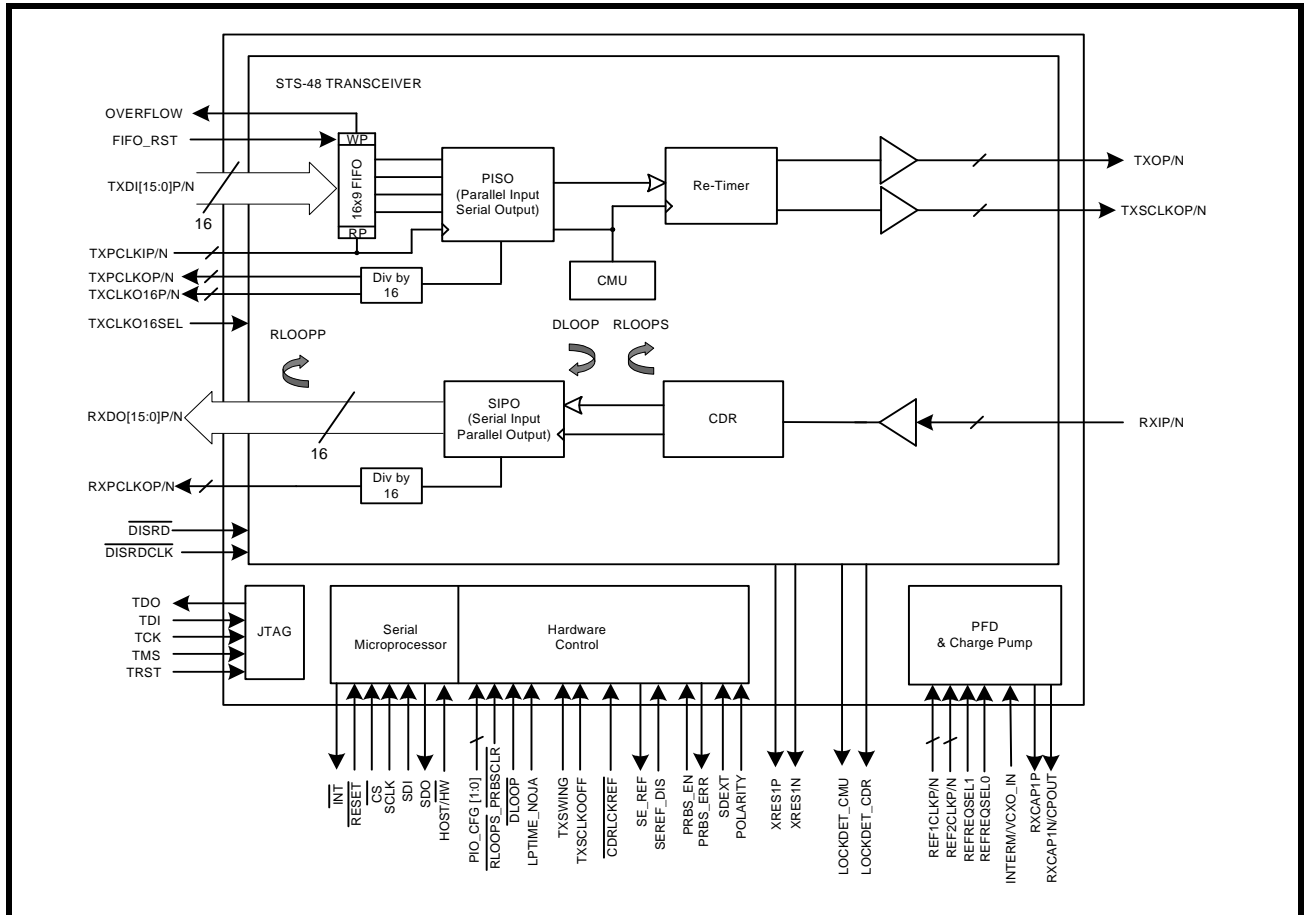 STS-48 TRANSCEIVER
OVERFLOW
FIFO_RST
TXDI[15:0]P/N
16
TXPCLKIP/N
TXPCLKOP/N
TXCLKO16P/N
TXCLKO16SEL
WP
16x9 FIFO
RP
PISO
(Parallel Input
Serial Output)
Re-Timer
TXOP/N
TXSCLKOP/N
Div by
16
CMU
RLOOPP
DLOOP
RLOOPS
RXDO[15:0]P/N
16
SIPO
(Serial Input
Parallel Output)
CDR
RXIP/N
RXPCLKOP/N
Div by
16
DISRD
DISRDCLK
TDO
TDI
TCK
TMS
TRST
JTAG
Serial
Microprocessor
Hardware
Control
PFD
& Charge Pump
INT
RESET
CS
SCLK
SDI
SDO
HOST/HW
PIO_CFG [1:0]
RLOOPS_PRBSCLR
DLOOP
LPTIME_NOJA
TXSWING
TXSCLKOOFF
CDRLCKREF
SE_REF
SEREF_DIS
PRBS_EN
PRBS_ERR
SDEXT
POLARITY
XRES1P
XRES1N
LOCKDET_CMU
LOCKDET_CDR
REF1CLKP/N
REF2CLKP/N
REFREQSEL1
REFREQSEL0
INTERM/VCXO_IN
RXCAP1P
RXCAP1N/CPOUT